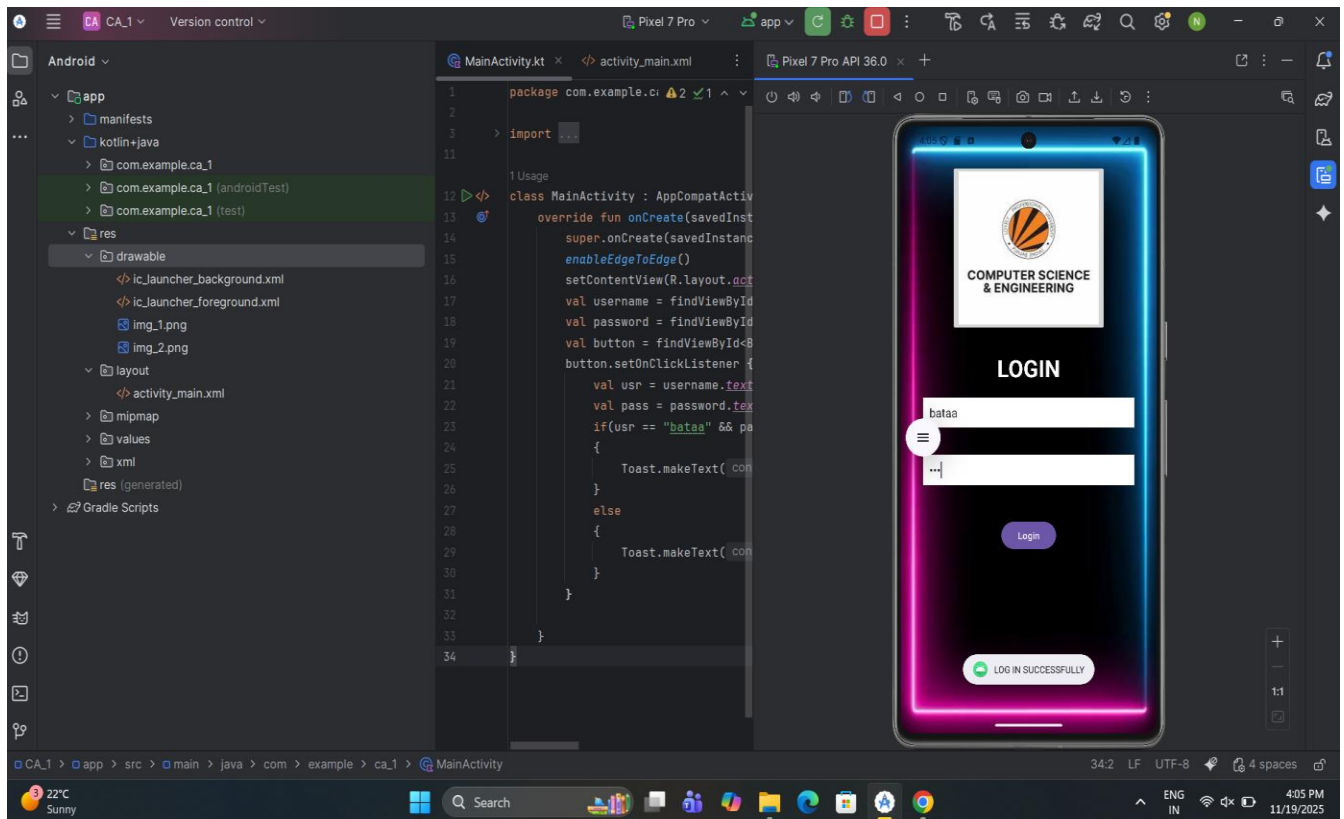 CA CA_1 Version control Pixel 7 Pro app N
Android
app
manifests
kotlin+java
com.example.ca_1
com.example.ca_1 (androidTest)
com.example.ca_1 (test)
res
drawable
ic_launcher_background.xml
ic_launcher_foreground.xml
img_1.png
img_2.png
layout
activity_main.xml
mipmap
values
xml
res (generated)
Gradle Scripts
MainActivity.kt activity_main.xml
1 package com.example.c 2 1
2
3 import ...
11
1 Usage
12 class MainActivity : AppCompatActiv
13 override fun onCreate(savedInst
14 super.onCreate(savedInstanc
15 enableEdgeToEdge()
16 setContentView(R.layout.act
17 val username = findViewById
18 val password = findViewById
19 val button = findViewById<B
20 button.setOnClickListener {
21 val usr = username.text
22 val pass = password.tex
23 if(usr == "bataa" && pa
24 {
25 Toast.makeText( con
26 }
27 else
28 {
29 Toast.makeText( con
30 }
31 }
32
33 }
34 }
Pixel 7 Pro API 36.0
4:05
COMPUTER SCIENCE
& ENGINEERING
LOGIN
bataa
•••
Login
LOG IN SUCCESSFULLY
1:1
CA_1 > app > src > main > java > com > example > ca_1 > MainActivity 34:2 LF UTF-8 4 spaces
3 22°C
Sunny
Search
ENG
IN
4:05 PM
11/19/2025